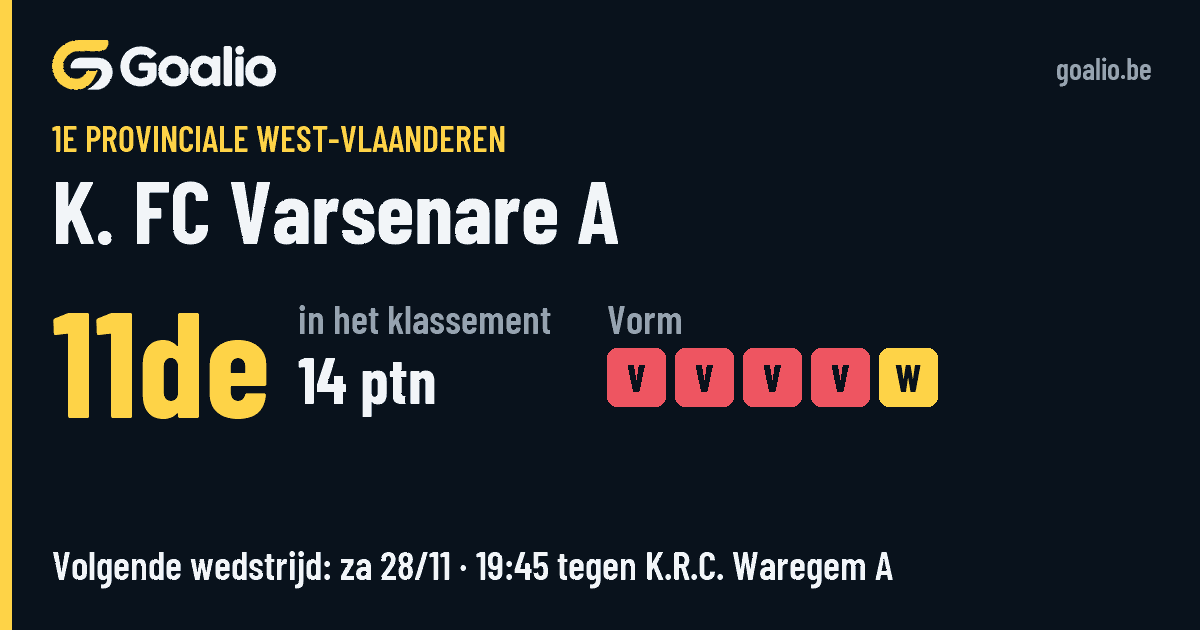 Goalio
goalio.be
1E PROVINCIALE WEST-VLAANDEREN
K. FC Varsenare A
11de
in het klassement
14 ptn
Vorm
V V V V W
Volgende wedstrijd: za 28/11 · 19:45 tegen K.R.C. Waregem A